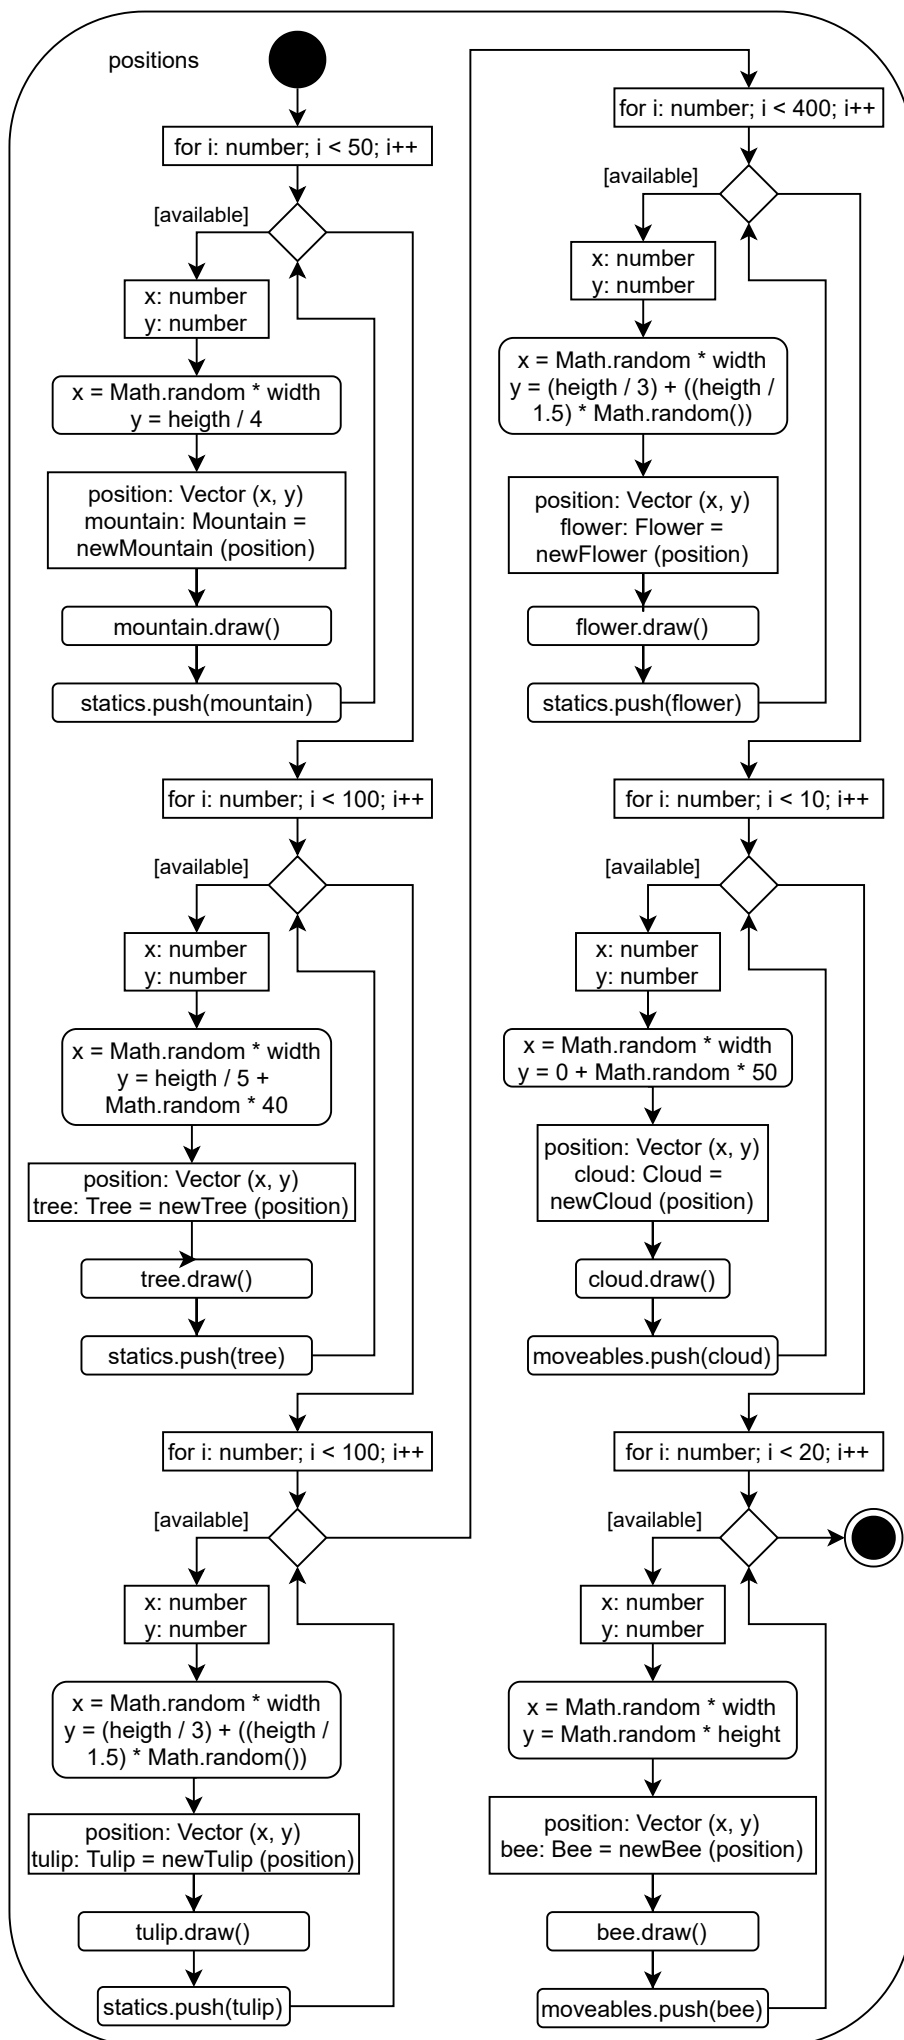 positions
for i: number; i < 50; i++
[available]
x: number
y: number
x = Math.random * width
y = heigth / 4
position: Vector (x, y)
mountain: Mountain =
newMountain (position)
mountain.draw()
statics.push(mountain)
for i: number; i < 100; i++
[available]
x: number
y: number
x = Math.random * width
y = heigth / 5 +
Math.random * 40
position: Vector (x, y)
tree: Tree = newTree (position)
tree.draw()
statics.push(tree)
for i: number; i < 100; i++
[available]
x: number
y: number
x = Math.random * width
y = (heigth / 3) + ((heigth /
1.5) * Math.random())
position: Vector (x, y)
tulip: Tulip = newTulip (position)
tulip.draw()
statics.push(tulip)
for i: number; i < 400; i++
[available]
x: number
y: number
x = Math.random * width
y = (heigth / 3) + ((heigth /
1.5) * Math.random())
position: Vector (x, y)
flower: Flower =
newFlower (position)
flower.draw()
statics.push(flower)
for i: number; i < 10; i++
[available]
x: number
y: number
x = Math.random * width
y = 0 + Math.random * 50
position: Vector (x, y)
cloud: Cloud =
newCloud (position)
cloud.draw()
moveables.push(cloud)
for i: number; i < 20; i++
[available]
x: number
y: number
x = Math.random * width
y = Math.random * height
position: Vector (x, y)
bee: Bee = newBee (position)
bee.draw()
moveables.push(bee)